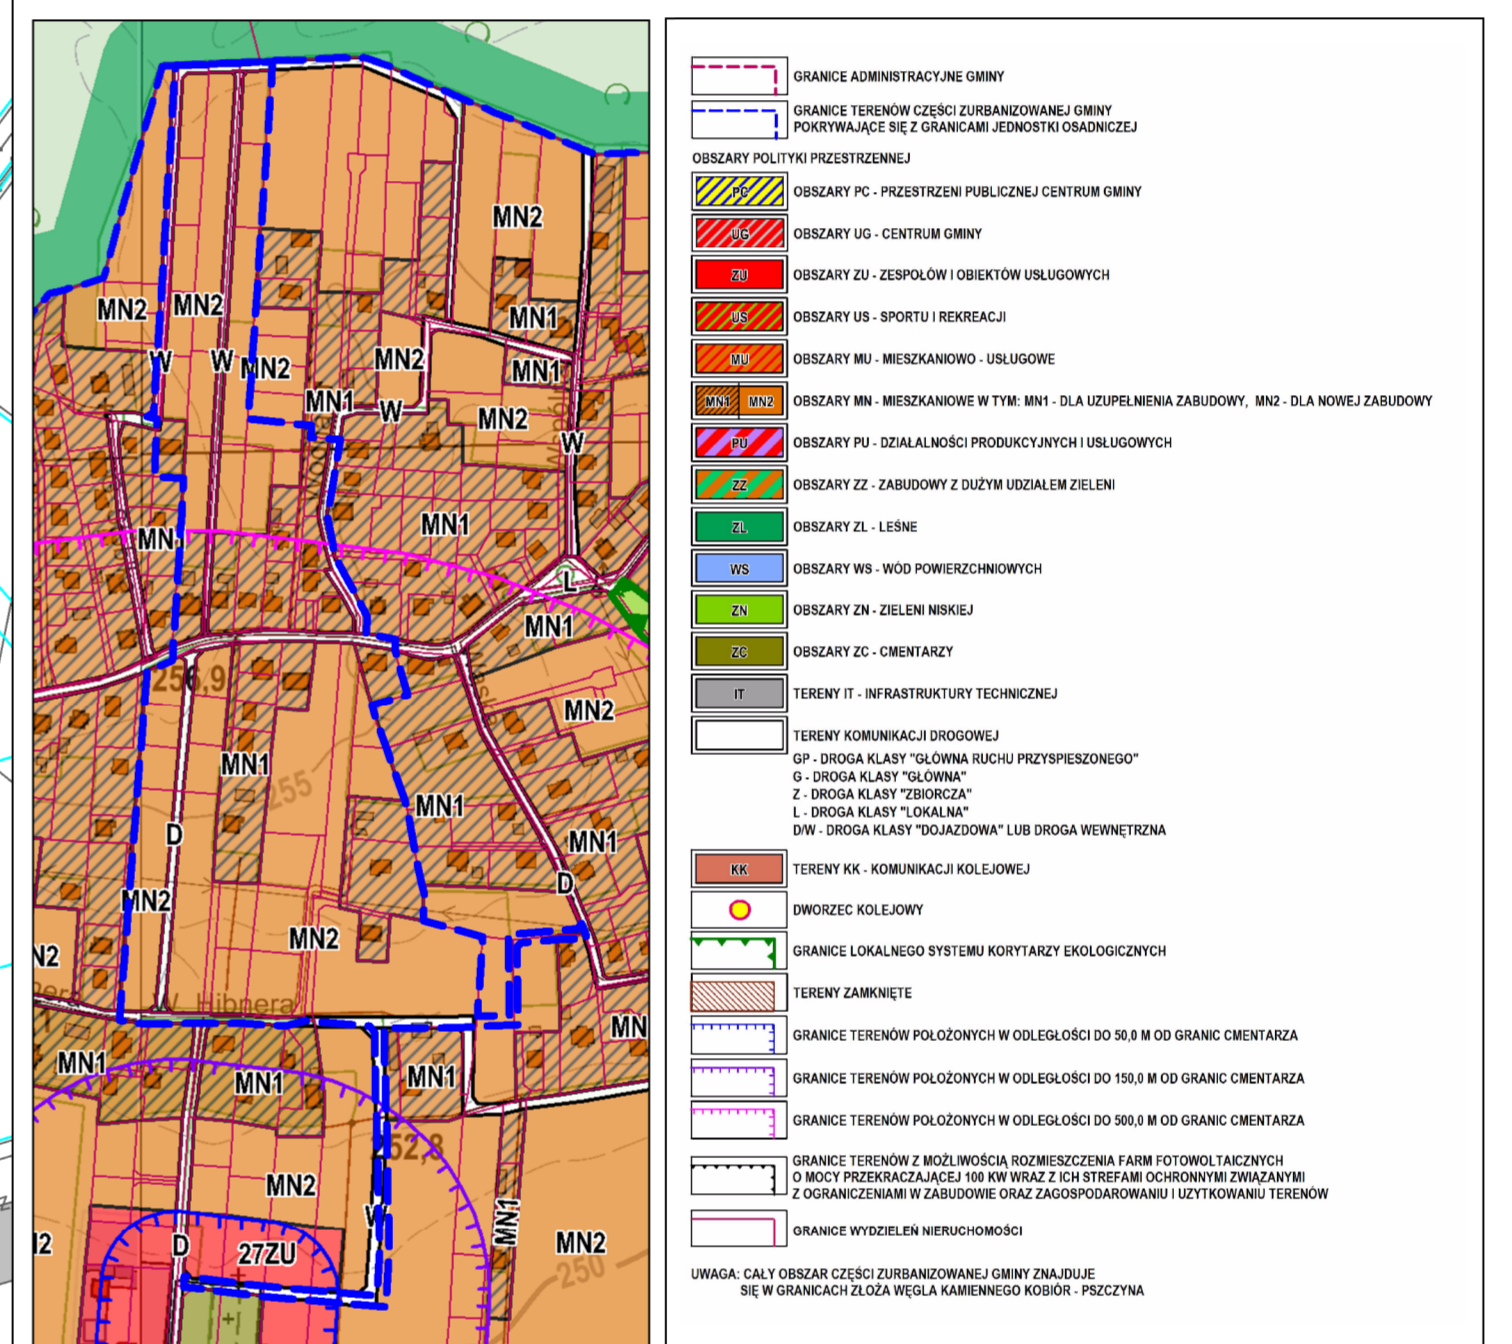 MN2
MN1
MN2
MN2
W
W
MN2
MN2
MN1
MN1
W
MN2
W
MN1
MN
L
MN1
256,9
MN2
MN1
255
MN1
D
MN1
D
MN2
MN2
N2
W. Hibnera
MN
MN1
MN1
MN1
252,8
MN2
W
MN1
D
27ZU
MN2
250
GRANICE ADMINISTRACYJNE GMINY
GRANICE TERENÓW CZĘŚCI ZURBANIZOWANEJ GMINY
POKRYWAJĄCE SIĘ Z GRANICAMI JEDNOSTKI OSADNICZEJ
OBSZARY POLITYKI PRZESTRZENNEJ
PC OBSZARY PC - PRZESTRZENI PUBLICZNEJ CENTRUM GMINY
UG OBSZARY UG - CENTRUM GMINY
ZU OBSZARY ZU - ZESPOŁÓW I OBIEKTÓW USŁUGOWYCH
US OBSZARY US - SPORTU I REKREACJI
MU OBSZARY MU - MIESZKANIOWO - USŁUGOWE
MN1 MN2 OBSZARY MN - MIESZKANIOWE W TYM: MN1 - DLA UZUPEŁNIENIA ZABUDOWY, MN2 - DLA NOWEJ ZABUDOWY
PU OBSZARY PU - DZIAŁALNOŚCI PRODUKCYJNYCH I USŁUGOWYCH
ZZ OBSZARY ZZ - ZABUDOWY Z DUŻYM UDZIAŁEM ZIELENI
ZL OBSZARY ZL - LEŚNE
WS OBSZARY WS - WÓD POWIERZCHNIOWYCH
ZN OBSZARY ZN - ZIELENI NISKIEJ
ZC OBSZARY ZC - CMENTARZY
IT TERENY IT - INFRASTRUKTURY TECHNICZNEJ
TERENY KOMUNIKACJI DROGOWEJ
GP - DROGA KLASY "GŁÓWNA RUCHU PRZYSPIESZONEGO"
G - DROGA KLASY "GŁÓWNA"
Z - DROGA KLASY "ZBIORCZA"
L - DROGA KLASY "LOKALNA"
D/W - DROGA KLASY "DOJAZDOWA" LUB DROGA WEWNĘTRZNA
KK TERENY KK - KOMUNIKACJI KOLEJOWEJ
DWORZEC KOLEJOWY
GRANICE LOKALNEGO SYSTEMU KORYTARZY EKOLOGICZNYCH
TERENY ZAMKNIĘTE
GRANICE TERENÓW POŁOŻONYCH W ODLEGŁOŚCI DO 50,0 M OD GRANIC CMENTARZA
GRANICE TERENÓW POŁOŻONYCH W ODLEGŁOŚCI DO 150,0 M OD GRANIC CMENTARZA
GRANICE TERENÓW POŁOŻONYCH W ODLEGŁOŚCI DO 500,0 M OD GRANIC CMENTARZA
GRANICE TERENÓW Z MOŻLIWOŚCIĄ ROZMIESZCZENIA FARM FOTOWOLTAICZNYCH
O MOCY PRZEKRACZAJĄCEJ 100 KW WRAZ Z ICH STREFAMI OCHRONNYMI ZWIĄZANYMI
Z OGRANICZENIAMI W ZABUDOWIE ORAZ ZAGOSPODAROWANIU I UZYTKOWANIU TERENÓW
GRANICE WYDZIELEŃ NIERUCHOMOŚCI
UWAGA: CAŁY OBSZAR CZĘŚCI ZURBANIZOWANEJ GMINY ZNAJDUJE
SIĘ W GRANICACH ZŁOŻA WĘGLA KAMIENNEGO KOBIÓR - PSZCZYNA